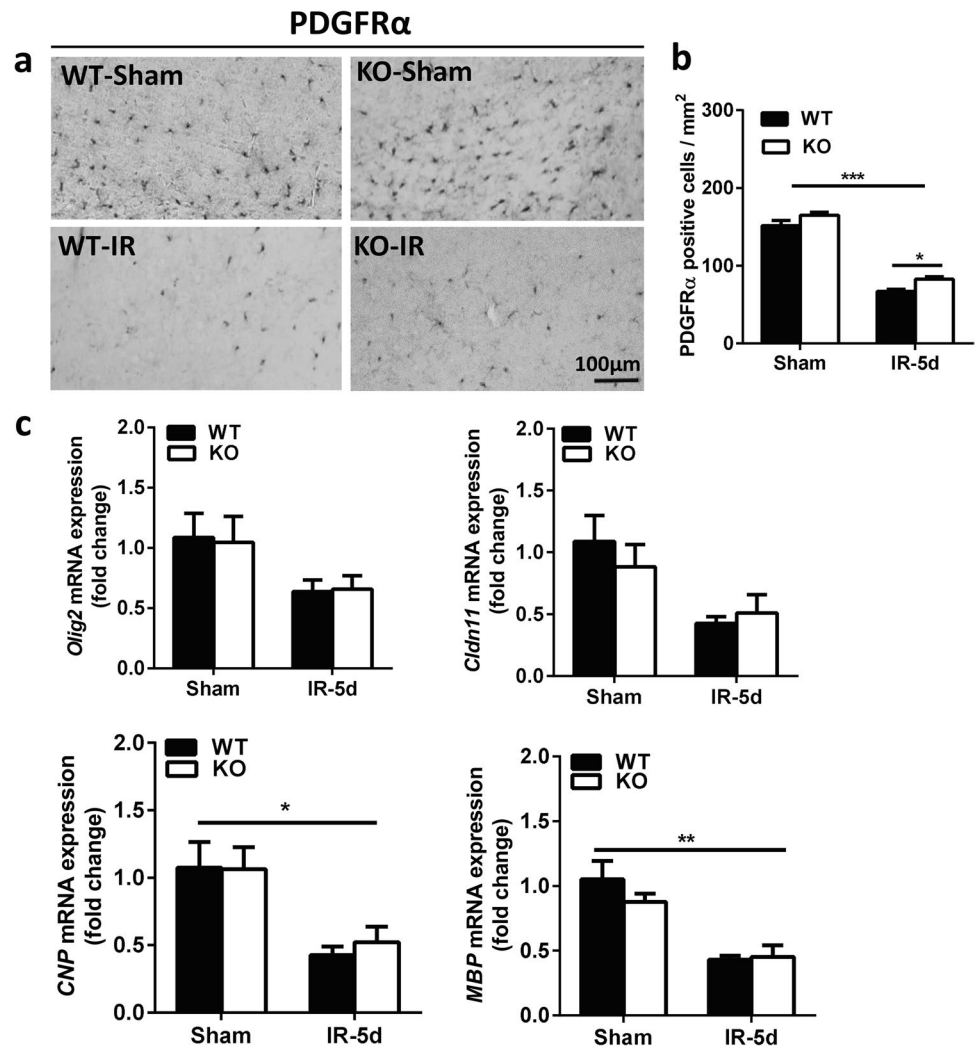 PDGFRα
a
WT-Sham
KO-Sham
WT-IR
KO-IR
100μm
b
PDGFRα positive cells / mm²
300
200
100
0
WT
KO
***
*
Sham
IR-5d
c
Olig2 mRNA expression
(fold change)
2.0
1.5
1.0
0.5
0.0
WT
KO
Sham
IR-5d
Cldn11 mRNA expression
(fold change)
2.0
1.5
1.0
0.5
0.0
WT
KO
Sham
IR-5d
CNP mRNA expression
(fold change)
2.0
1.5
1.0
0.5
0.0
WT
KO
*
Sham
IR-5d
MBP mRNA expression
(fold change)
2.0
1.5
1.0
0.5
0.0
WT
KO
**
Sham
IR-5d